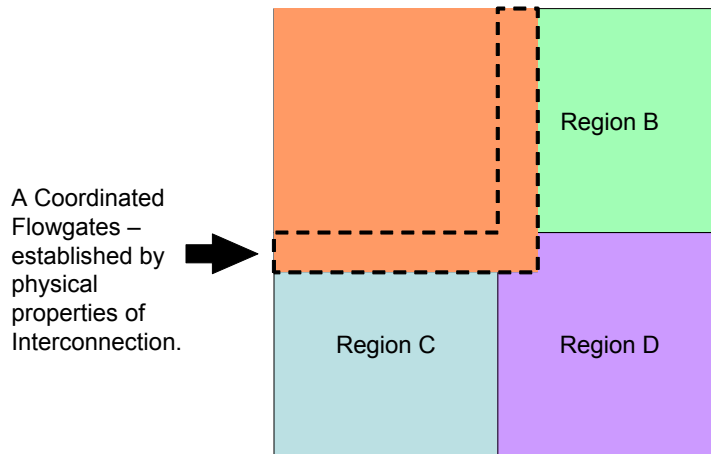 Region B
A Coordinated
Flowgates –
established by
physical
properties of
Interconnection.
Region C
Region D